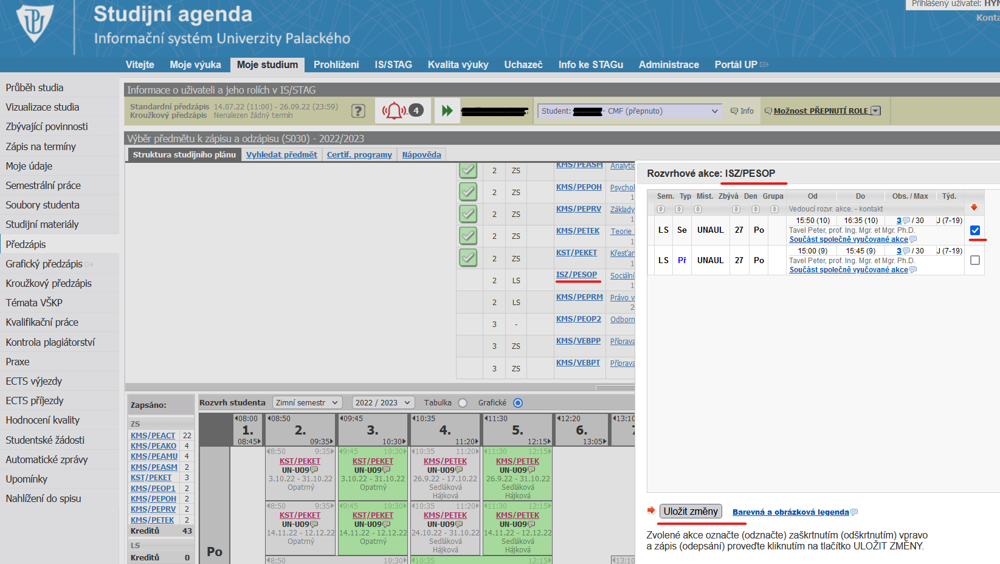 Studijní agenda
Informační systém Univerzity Palackého
Přihlášený uživatel: HYN
Konta
Vítejte Moje výuka Moje studium Prohlížení IS/STAG Kvalita výuky Uchazeč Info ke STAGu Administrace Portál UP
Průběh studia
Vizualizace studia
Zbývající povinnosti
Zápis na termíny
Moje údaje
Semestrální práce
Soubory studenta
Studijní materiály
Předzápis
Grafický předzápis
Kroužkový předzápis
Témata VŠKP
Kvalifikační práce
Kontrola plagiátorství
Praxe
ECTS výjezdy
ECTS příjezdy
Hodnocení kvality
Studentské žádosti
Automatické zprávy
Upomínky
Nahlížení do spisu
Informace o uživateli a jeho rolích v IS/STAG
Standardní předzápis 14.07.22 (11:00) - 26.09.22 (23:59)
Kroužkový předzápis Nenalezen žádný termín
? 4
Student: - CMF (přepnuto) Info Možnost PŘEPNUTÍ ROLE
Výběr předmětu k zápisu a odzápisu (S030) - 2022/2023
Struktura studijního plánu Vyhledat předmět Certif. programy Nápověda
2 ZS KMS/PEASM Analytic
2 ZS KMS/PEPOH Psychol
1
2 ZS KMS/PEPRV Základy
1
2 ZS KMS/PETEK Teorie
1
2 ZS KST/PEKET Křesťan
1
2 LS ISZ/PESOP Sociální
1
2 LS KMS/PEPRM Právo v
2
3 - KMS/PEOP2 Odborn
3 ZS KMS/VEBPP Příprava
3 ZS KMS/VEBPT Příprava
Rozvrhové akce: ISZ/PESOP
Sem. Typ Míst. Zbývá Den Grupa Od Do Obs. / Max Týd.
Vedoucí rozvr. akce. - kontakt
LS Se UNAUL 27 Po 15:50 (10) 16:35 (10) 3 / 30 J (7-19)
Tavel Peter, prof. Ing. Mgr. et Mgr. Ph.D.
Součást společně vyučované akce
LS Př UNAUL 27 Po 15:00 (9) 15:45 (9) 3 / 30 J (7-19)
Tavel Peter, prof. Ing. Mgr. et Mgr. Ph.D.
Součást společně vyučované akce
Uložit změny Barevná a obrázková legenda
Zvolené akce označte (odznačte) zaškrtnutím (odškrtnutím) vpravo
a zápis (odepsání) proveďte kliknutím na tlačítko ULOŽIT ZMĚNY.
Zapsáno:
ZS
KMS/PEACT 22
KMS/PEAKO 4
KMS/PEAMU 4
KMS/PEASM 2
KST/PEKET 3
KMS/PEOP1 2
KMS/PEPOH 2
KMS/PEPRV 2
KMS/PETEK 2
Kreditů 43
LS
Kreditů 0
Rozvrh studenta Zimní semestr 2022 / 2023 Tabulka Grafické
08:00 08:50 09:45 10:35 11:30 12:20 13:10
1. 2. 3. 4. 5. 6. 7
08:45 09:35 10:30 11:20 12:15 13:05
Po
8:50 9:35 9:45 10:30 10:35 11:20 11:30 12:15
KST/PEKET KST/PEKET KMS/PETEK KMS/PETEK
UN-U09 UN-U09 UN-U09 UN-U09
3.10.22 - 31.10.22 3.10.22 - 31.10.22 26.9.22 - 17.10.22 26.9.22 - 31.10.22
Opatrný Opatrný Sedláková Sedláková
Hájková Hájková
8:50 9:35 9:45 10:30 10:35 11:20 11:30 12:15
KST/PEKET KST/PEKET KMS/PETEK KMS/PETEK
UN-U09 UN-U09 UN-U09 UN-U09
14.11.22 - 12.12.22 14.11.22 - 12.12.22 24.10.22 - 31.10.22 14.11.22 - 12.12.22
Opatrný Opatrný Sedláková Sedláková
Hájková Hájková
8:50 10:30 10:35 12:15 13:10